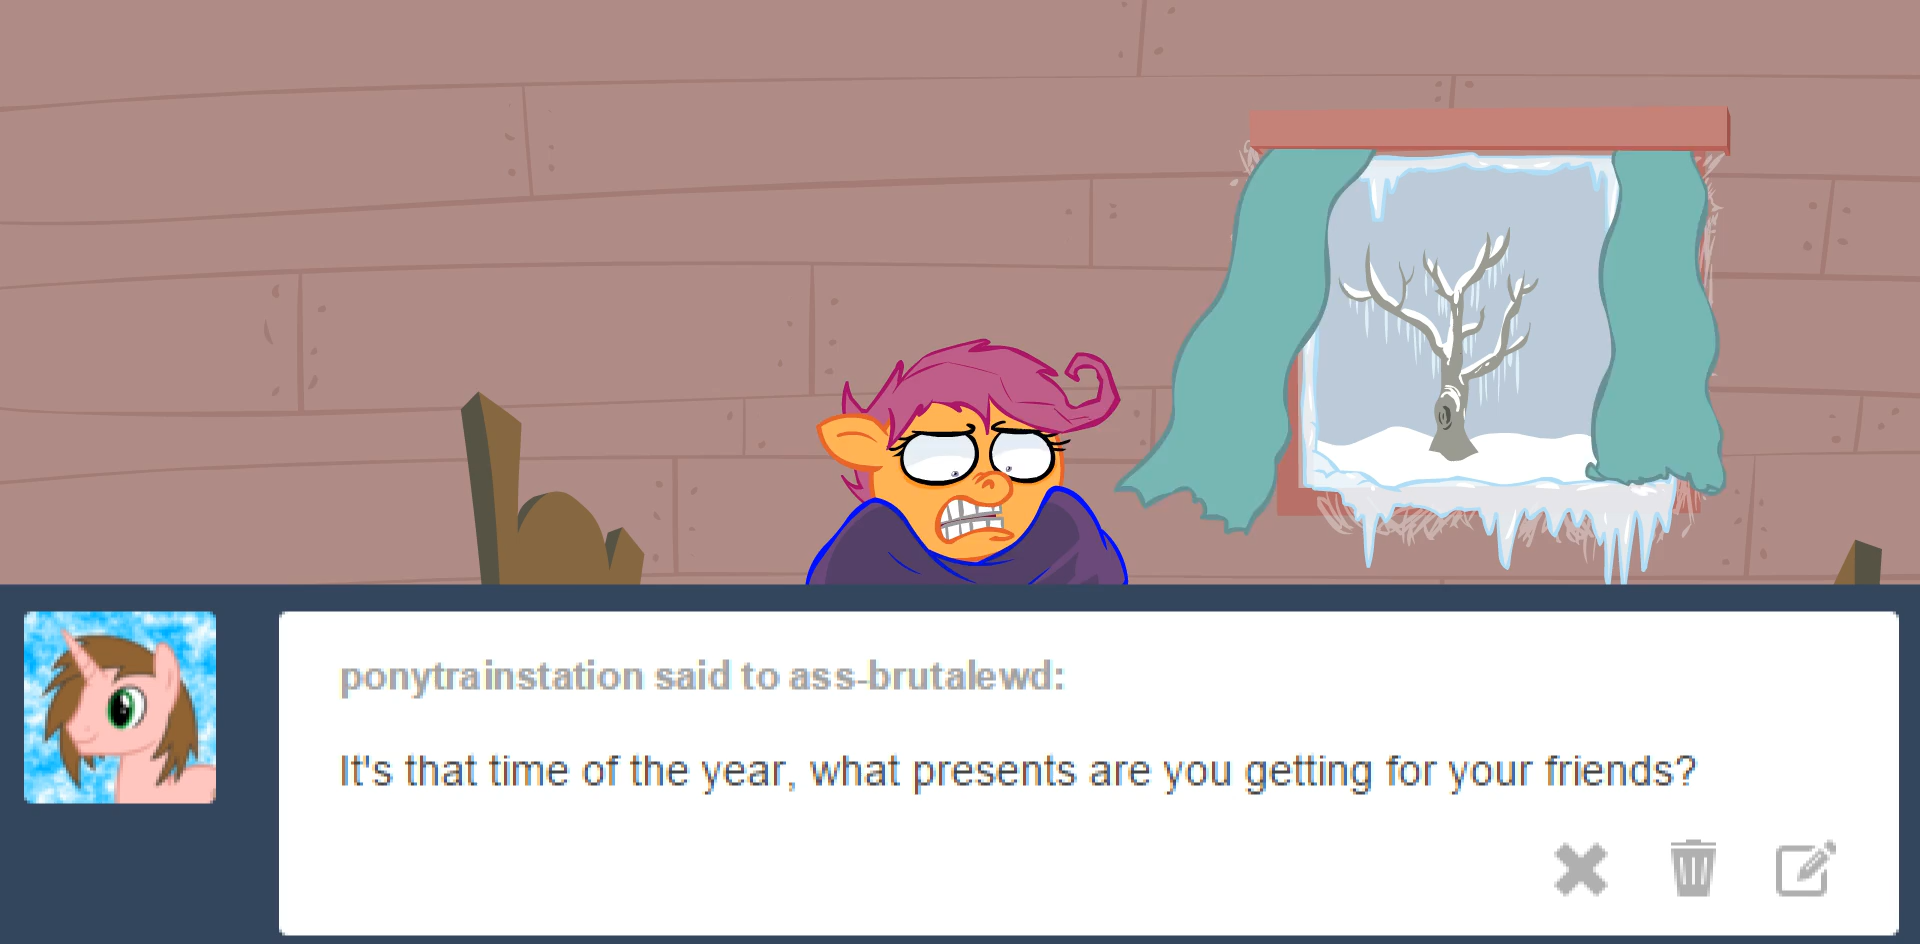 ponytrainstation said to ass-brutalewd:
It's that time of the year, what presents are you getting for your friends?